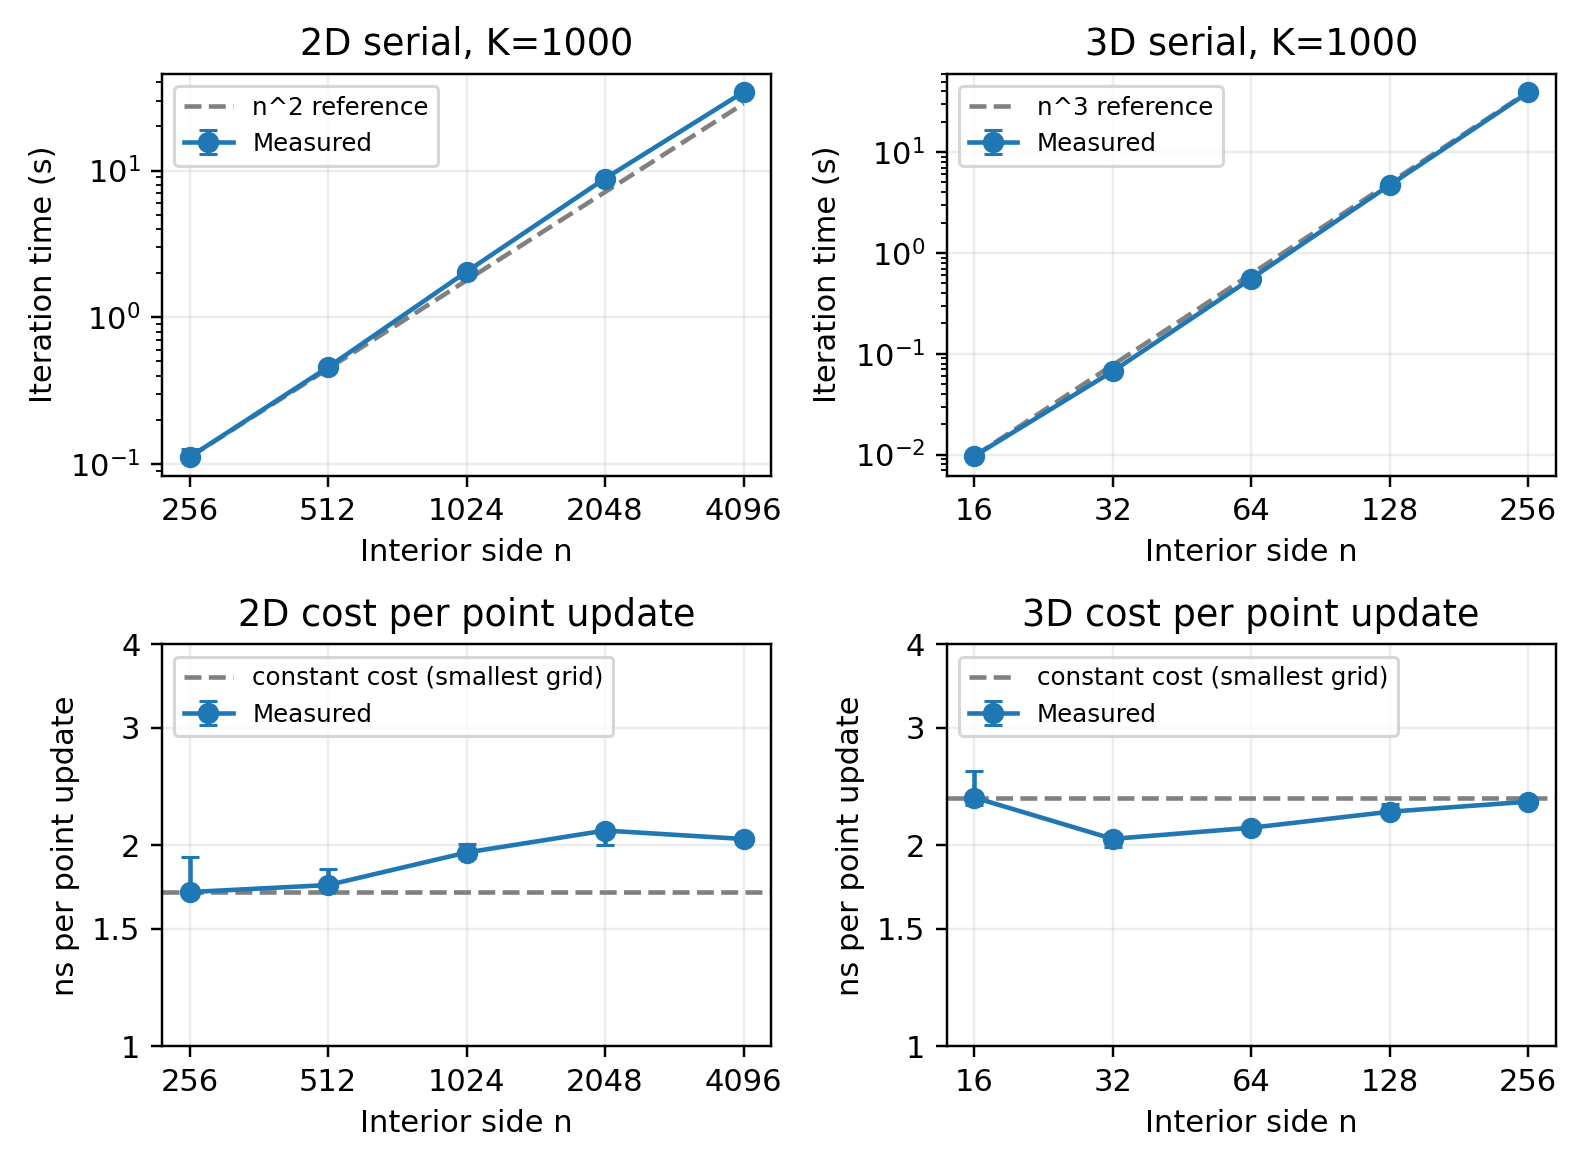 2D serial, K=1000
n^2 reference
Measured
Iteration time (s)
10^1
10^0
10^−1
256 512 1024 2048 4096
Interior side n
3D serial, K=1000
n^3 reference
Measured
Iteration time (s)
10^1
10^0
10^−1
10^−2
16 32 64 128 256
Interior side n
2D cost per point update
constant cost (smallest grid)
Measured
ns per point update
4
3
2
1.5
1
256 512 1024 2048 4096
Interior side n
3D cost per point update
constant cost (smallest grid)
Measured
ns per point update
4
3
2
1.5
1
16 32 64 128 256
Interior side n